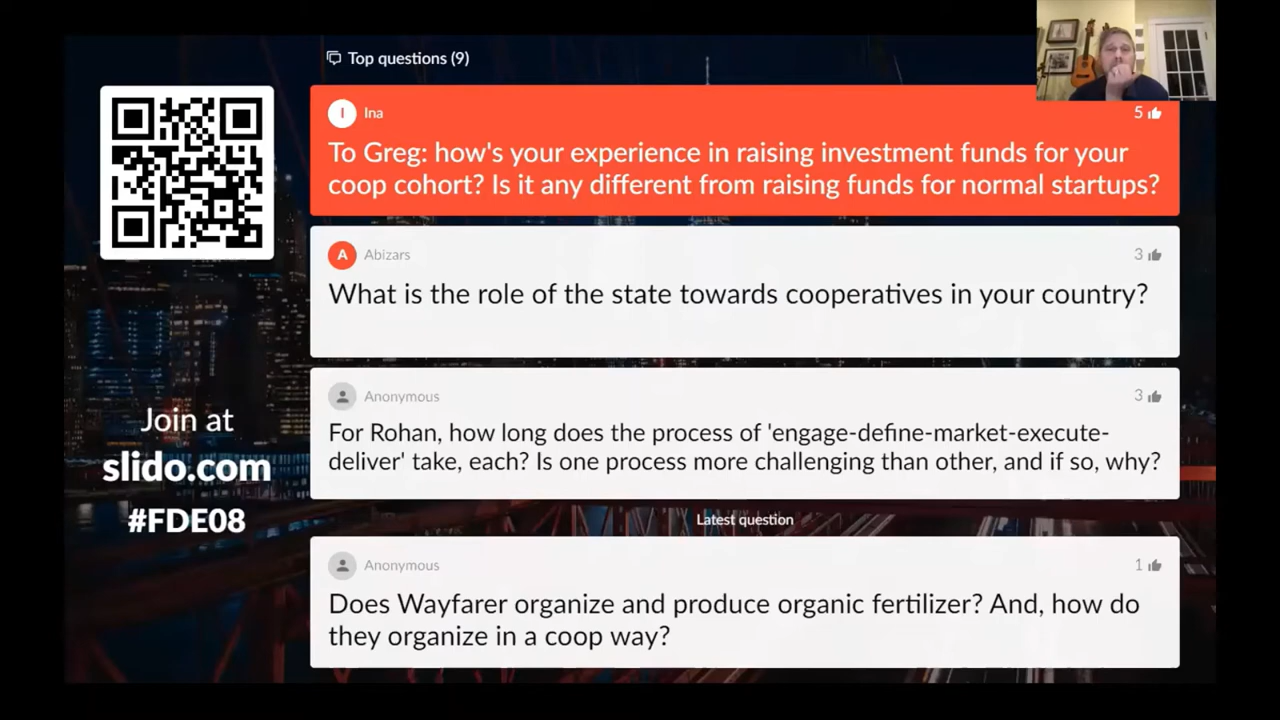 Top questions (9)
I Ina 5
To Greg: how's your experience in raising investment funds for your
coop cohort? Is it any different from raising funds for normal startups?
A Abizars 3
What is the role of the state towards cooperatives in your country?
Anonymous 3
For Rohan, how long does the process of 'engage-define-market-execute-
deliver' take, each? Is one process more challenging than other, and if so, why?
Latest question
Anonymous 1
Does Wayfarer organize and produce organic fertilizer? And, how do
they organize in a coop way?
Join at
slido.com
#FDE08